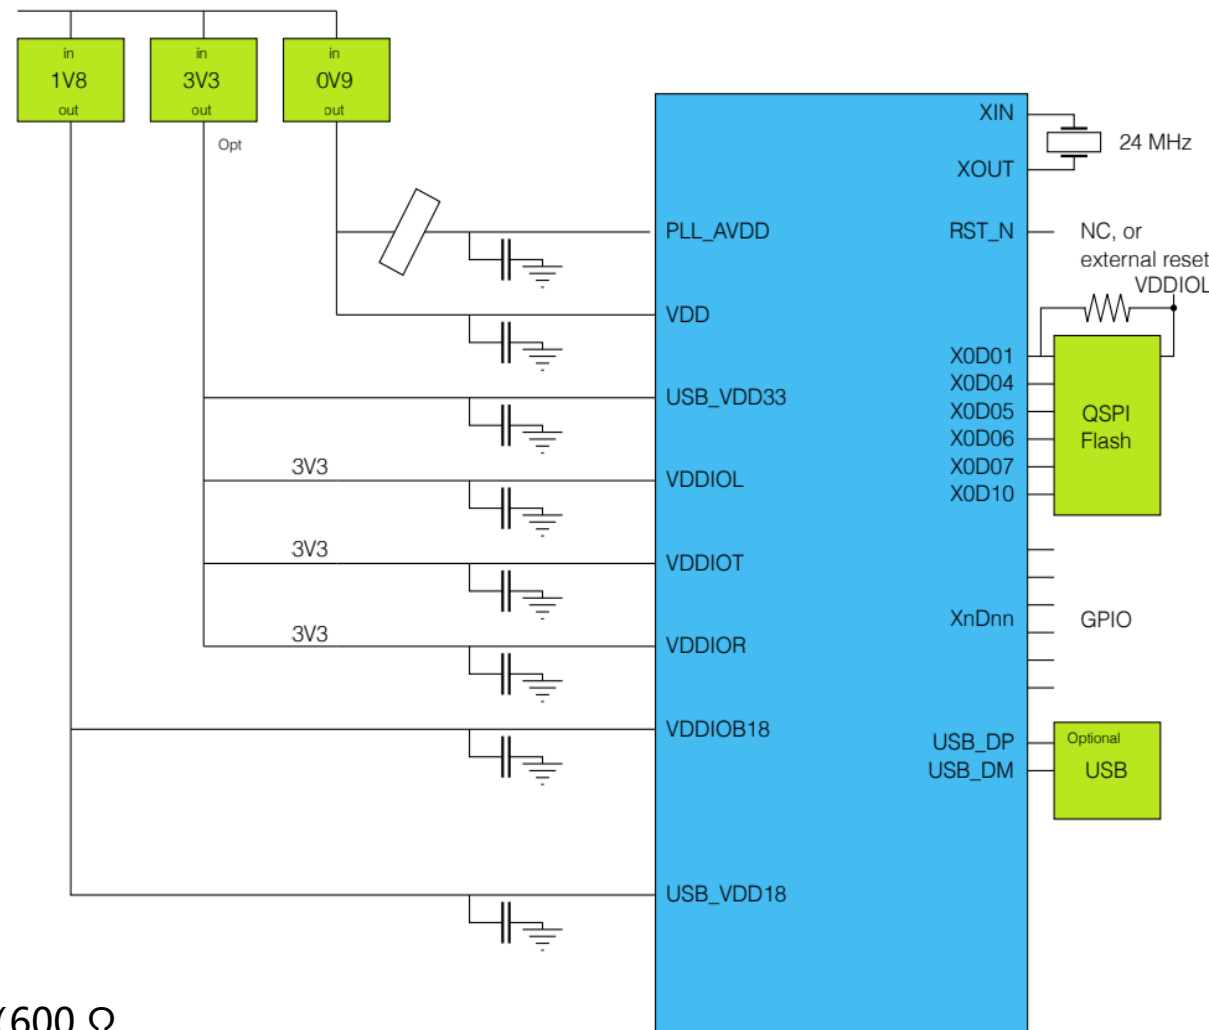 in
1V8
out
in
3V3
out
in
0V9
out
Opt
XIN
XOUT
24 MHz
PLL_AVDD
RST_N
NC, or
external reset
VDDIOL
VDD
X0D01
X0D04
X0D05
X0D06
X0D07
X0D10
QSPI
Flash
USB_VDD33
3V3
VDDIOL
3V3
VDDIOT
XnDnn
GPIO
3V3
VDDIOR
VDDIOB18
USB_DP
USB_DM
Optional
USB
USB_VDD18
(600 Ω